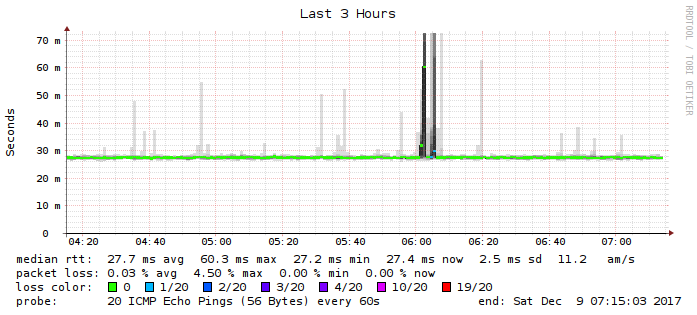 Last 3 Hours
RRDTOOL / TOBI OETIKER
Seconds
70 m
60 m
50 m
40 m
30 m
20 m
10 m
0
04:20 04:40 05:00 05:20 05:40 06:00 06:20 06:40 07:00
median rtt: 27.7 ms avg 60.3 ms max 27.2 ms min 27.4 ms now 2.5 ms sd 11.2 am/s
packet loss: 0.03 % avg 4.50 % max 0.00 % min 0.00 % now
loss color: 0 1/20 2/20 3/20 4/20 10/20 19/20
probe: 20 ICMP Echo Pings (56 Bytes) every 60s end: Sat Dec 9 07:15:03 2017